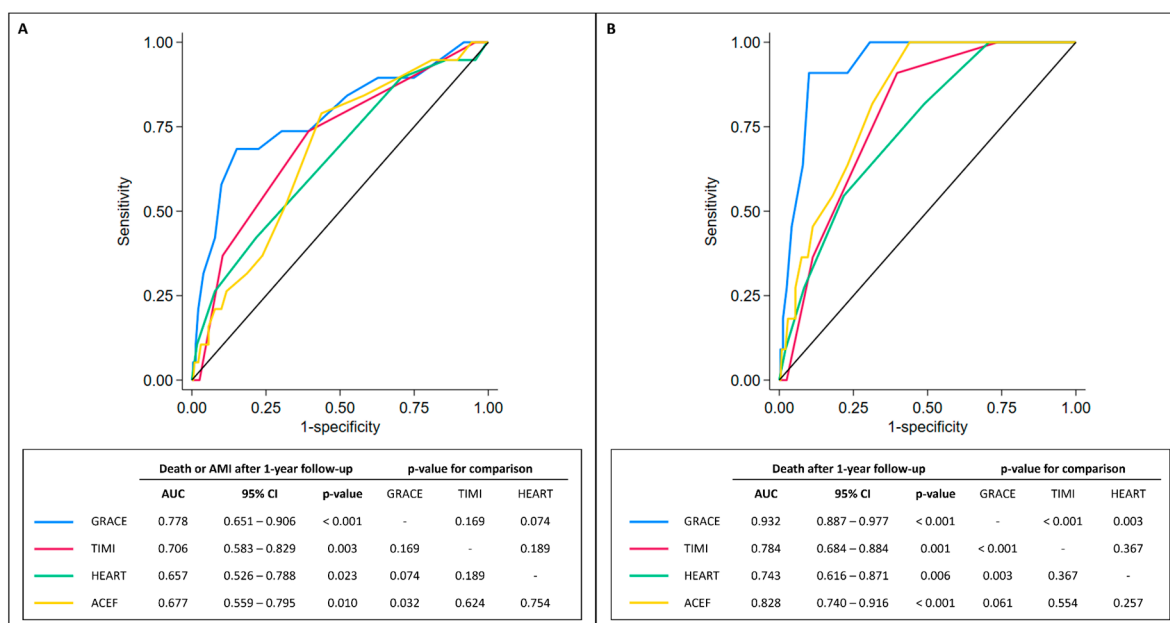 A
1.00
0.75
0.50
0.25
0.00
Sensitivity
0.00 0.25 0.50 0.75 1.00
1-specificity
Death or AMI after 1-year follow-up p-value for comparison
AUC 95% CI p-value GRACE TIMI HEART
GRACE 0.778 0.651 – 0.906 < 0.001 - 0.169 0.074
TIMI 0.706 0.583 – 0.829 0.003 0.169 - 0.189
HEART 0.657 0.526 – 0.788 0.023 0.074 0.189 -
ACEF 0.677 0.559 – 0.795 0.010 0.032 0.624 0.754
B
1.00
0.75
0.50
0.25
0.00
Sensitivity
0.00 0.25 0.50 0.75 1.00
1-specificity
Death after 1-year follow-up p-value for comparison
AUC 95% CI p-value GRACE TIMI HEART
GRACE 0.932 0.887 – 0.977 < 0.001 - < 0.001 0.003
TIMI 0.784 0.684 – 0.884 0.001 < 0.001 - 0.367
HEART 0.743 0.616 – 0.871 0.006 0.003 0.367 -
ACEF 0.828 0.740 – 0.916 < 0.001 0.061 0.554 0.257